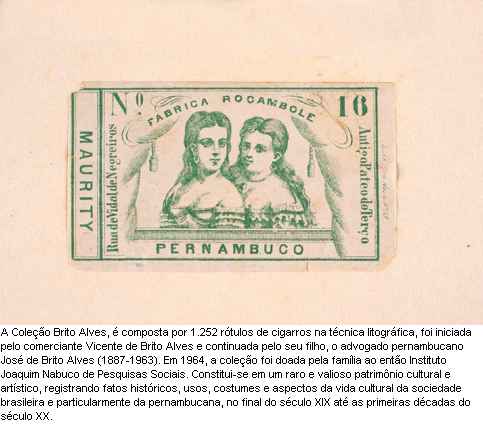 Nº
FABRICA ROCAMBOLE
16
MAURITY
Rua de Vidal de Negreiros
Antigo Pateo do Terço
PERNAMBUCO
A Coleção Brito Alves, é composta por 1.252 rótulos de cigarros na técnica litográfica, foi iniciada
pelo comerciante Vicente de Brito Alves e continuada pelo seu filho, o advogado pernambucano
José de Brito Alves (1887-1963). Em 1964, a coleção foi doada pela família ao então Instituto
Joaquim Nabuco de Pesquisas Sociais. Constitui-se em um raro e valioso patrimônio cultural e
artístico, registrando fatos históricos, usos, costumes e aspectos da vida cultural da sociedade
brasileira e particularmente da pernambucana, no final do século XIX até as primeiras décadas do
século XX.